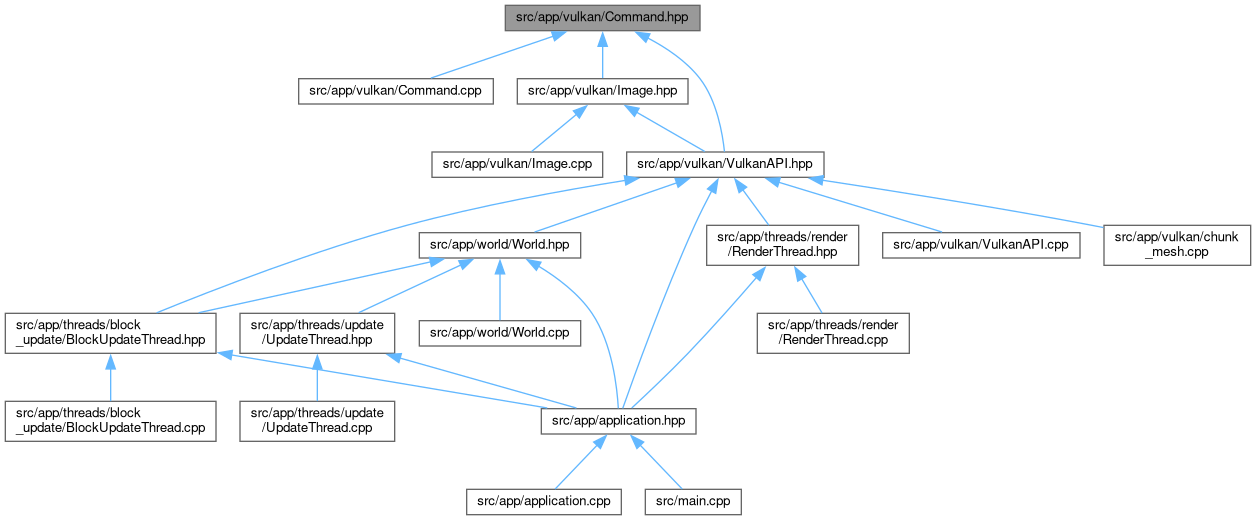 src/app/vulkan/Command.hpp
src/app/vulkan/Command.cpp
src/app/vulkan/Image.hpp
src/app/vulkan/Image.cpp
src/app/vulkan/VulkanAPI.hpp
src/app/world/World.hpp
src/app/threads/render
/RenderThread.hpp
src/app/vulkan/VulkanAPI.cpp
src/app/vulkan/chunk
_mesh.cpp
src/app/threads/block
_update/BlockUpdateThread.hpp
src/app/threads/update
/UpdateThread.hpp
src/app/world/World.cpp
src/app/threads/render
/RenderThread.cpp
src/app/threads/block
_update/BlockUpdateThread.cpp
src/app/threads/update
/UpdateThread.cpp
src/app/application.hpp
src/app/application.cpp
src/main.cpp